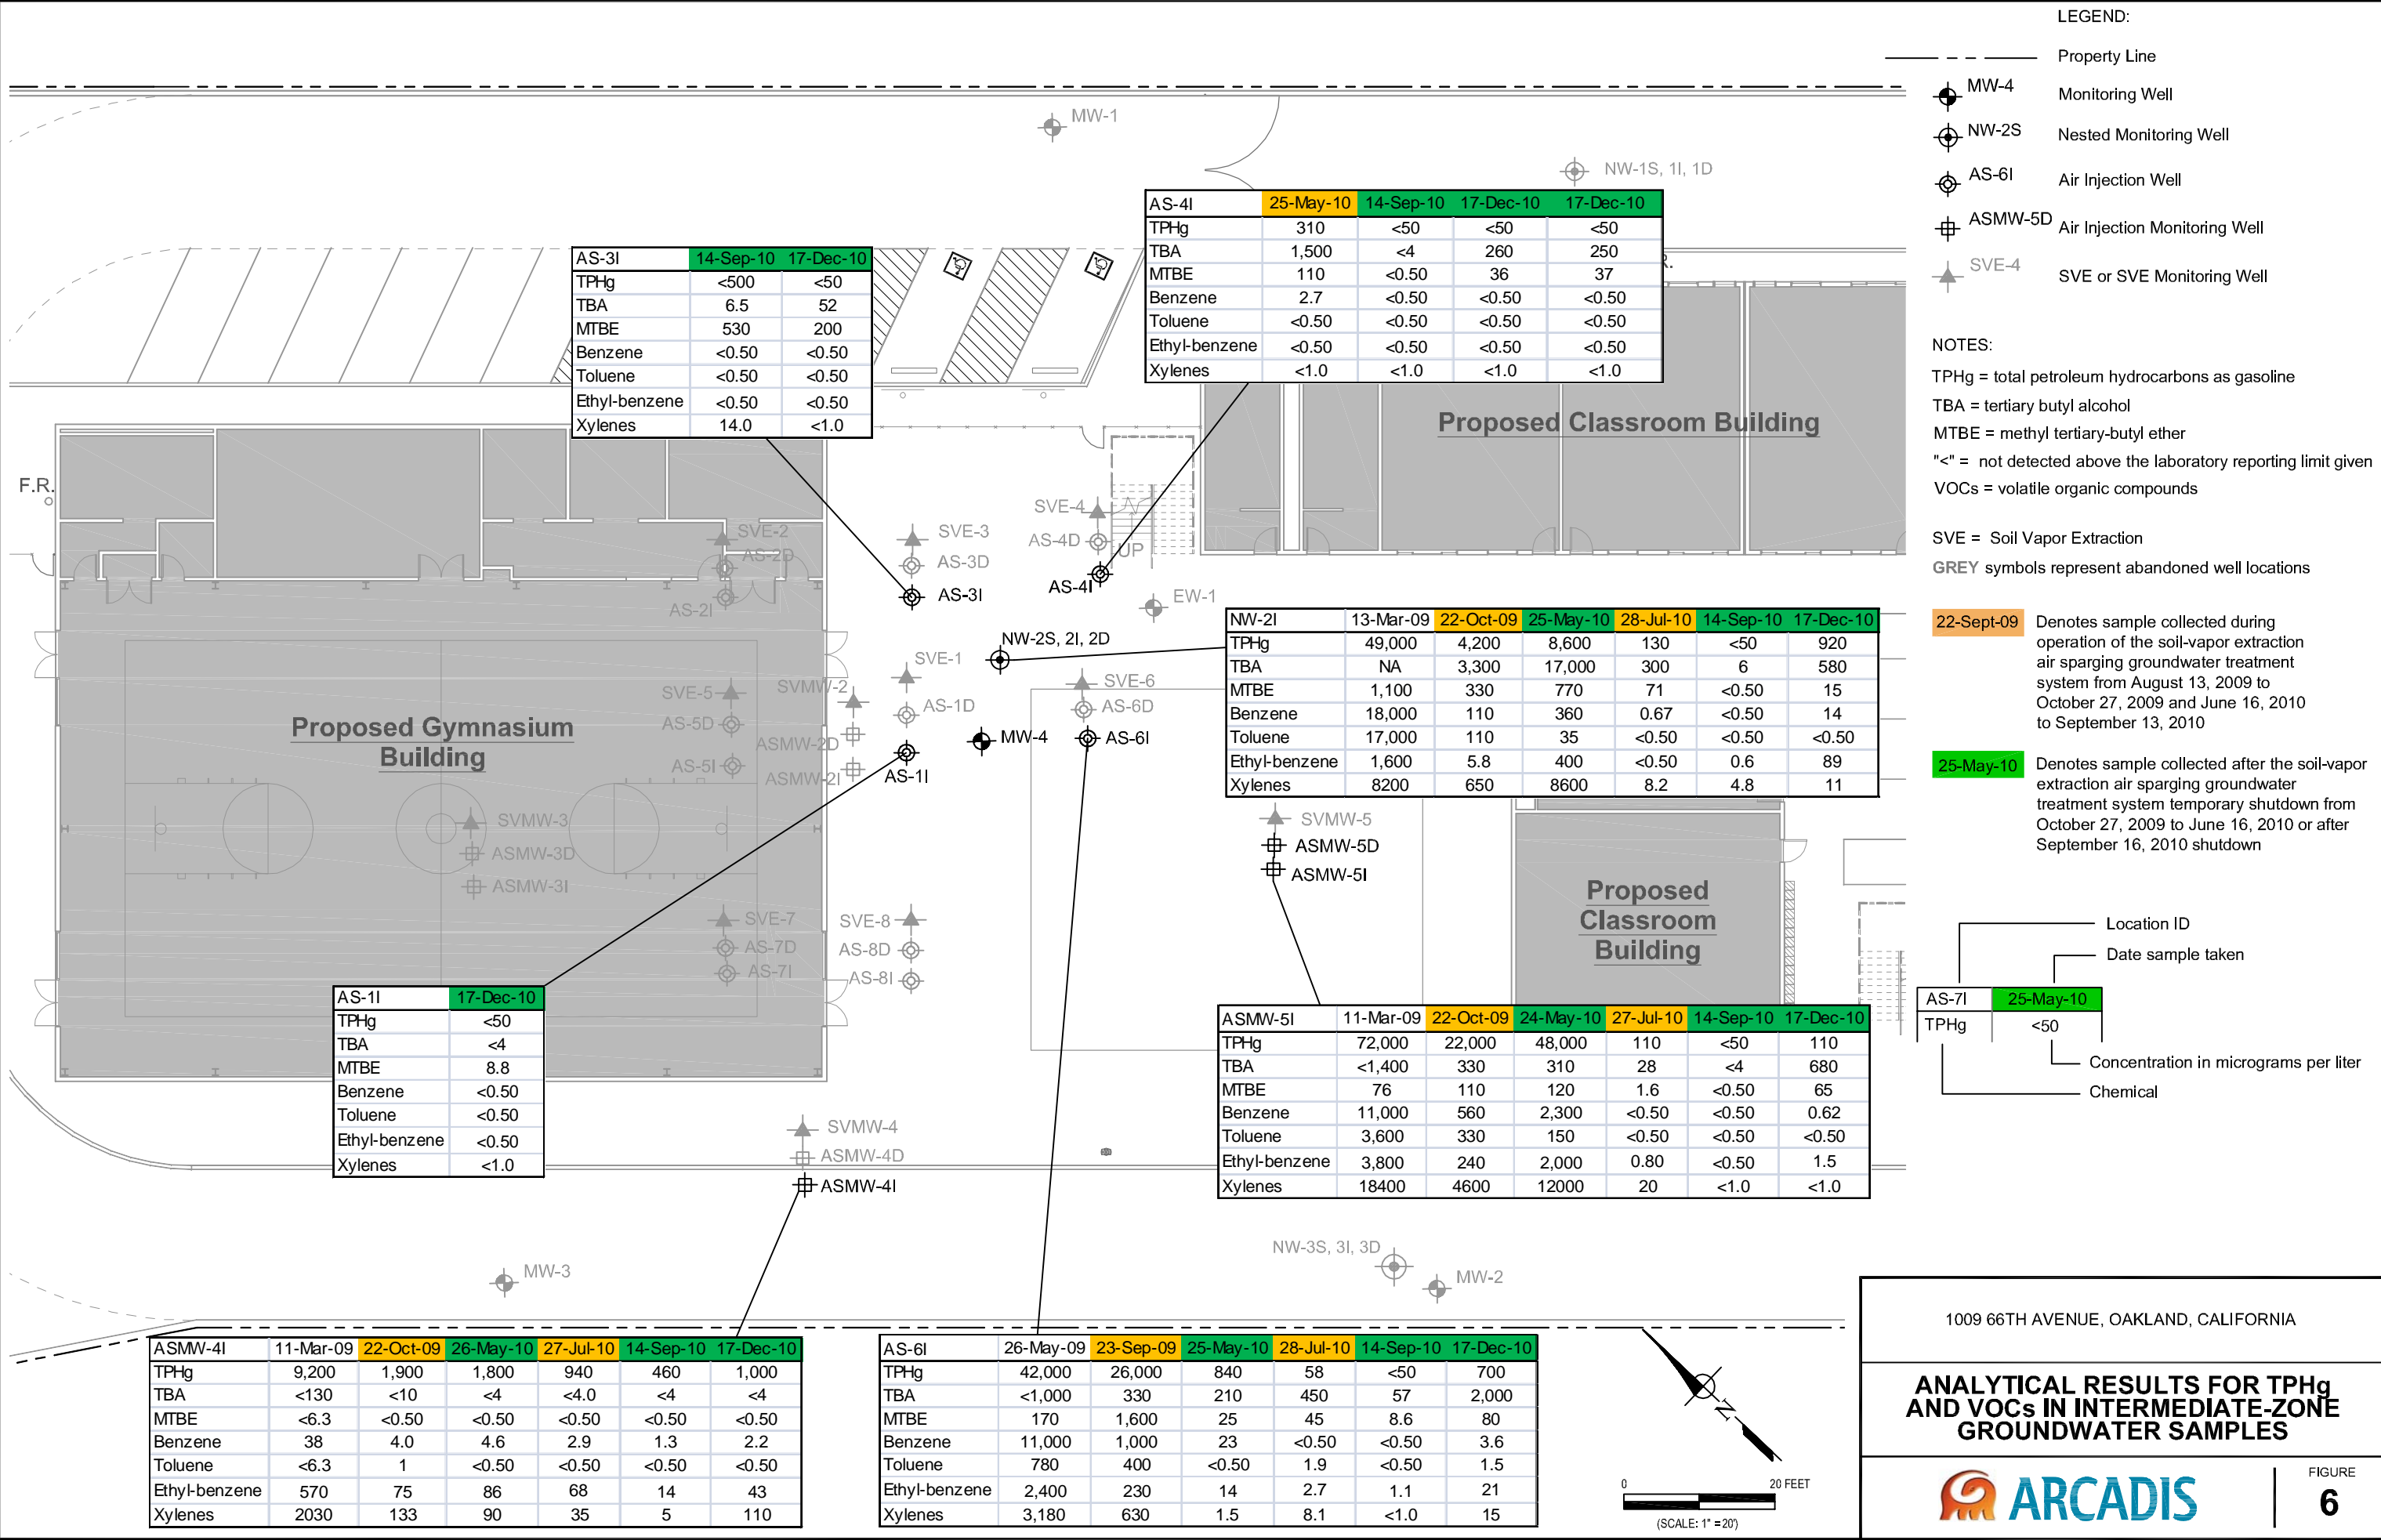 LEGEND:
Property Line
MW-4 Monitoring Well
NW-2S Nested Monitoring Well
AS-6I Air Injection Well
ASMW-5D Air Injection Monitoring Well
SVE-4 SVE or SVE Monitoring Well
NOTES:
TPHg = total petroleum hydrocarbons as gasoline
TBA = tertiary butyl alcohol
MTBE = methyl tertiary-butyl ether
"<" = not detected above the laboratory reporting limit given
VOCs = volatile organic compounds
SVE = Soil Vapor Extraction
GREY symbols represent abandoned well locations
22-Sept-09 Denotes sample collected during
operation of the soil-vapor extraction
air sparging groundwater treatment
system from August 13, 2009 to
October 27, 2009 and June 16, 2010
to September 13, 2010
25-May-10 Denotes sample collected after the soil-vapor
extraction air sparging groundwater
treatment system temporary shutdown from
October 27, 2009 to June 16, 2010 or after
September 16, 2010 shutdown
Location ID
Date sample taken
AS-7I 25-May-10
TPHg <50
Concentration in micrograms per liter
Chemical
MW-1
NW-1S, 1I, 1D
AS-4I 25-May-10 14-Sep-10 17-Dec-10 17-Dec-10
TPHg 310 <50 <50 <50
TBA 1,500 <4 260 250
MTBE 110 <0.50 36 37
Benzene 2.7 <0.50 <0.50 <0.50
Toluene <0.50 <0.50 <0.50 <0.50
Ethyl-benzene <0.50 <0.50 <0.50 <0.50
Xylenes <1.0 <1.0 <1.0 <1.0
R.
AS-3I 14-Sep-10 17-Dec-10
TPHg <500 <50
TBA 6.5 52
MTBE 530 200
Benzene <0.50 <0.50
Toluene <0.50 <0.50
Ethyl-benzene <0.50 <0.50
Xylenes 14.0 <1.0
Proposed Classroom Building
F.R.
SVE-2
AS-2D
AS-2I
SVE-3
AS-3D
AS-3I
SVE-4
AS-4D
UP
AS-4I
EW-1
NW-2S, 2I, 2D
NW-2I 13-Mar-09 22-Oct-09 25-May-10 28-Jul-10 14-Sep-10 17-Dec-10
TPHg 49,000 4,200 8,600 130 <50 920
TBA NA 3,300 17,000 300 6 580
MTBE 1,100 330 770 71 <0.50 15
Benzene 18,000 110 360 0.67 <0.50 14
Toluene 17,000 110 35 <0.50 <0.50 <0.50
Ethyl-benzene 1,600 5.8 400 <0.50 0.6 89
Xylenes 8200 650 8600 8.2 4.8 11
SVE-1
AS-1D
AS-1I
SVE-5
AS-5D
AS-5I
SVMW-2
ASMW-2D
ASMW-2I
MW-4
SVE-6
AS-6D
AS-6I
Proposed Gymnasium
Building
SVMW-3
ASMW-3D
ASMW-3I
SVMW-5
ASMW-5D
ASMW-5I
SVE-7
AS-7D
AS-7I
SVE-8
AS-8D
AS-8I
Proposed
Classroom
Building
AS-1I 17-Dec-10
TPHg <50
TBA <4
MTBE 8.8
Benzene <0.50
Toluene <0.50
Ethyl-benzene <0.50
Xylenes <1.0
ASMW-5I 11-Mar-09 22-Oct-09 24-May-10 27-Jul-10 14-Sep-10 17-Dec-10
TPHg 72,000 22,000 48,000 110 <50 110
TBA <1,400 330 310 28 <4 680
MTBE 76 110 120 1.6 <0.50 65
Benzene 11,000 560 2,300 <0.50 <0.50 0.62
Toluene 3,600 330 150 <0.50 <0.50 <0.50
Ethyl-benzene 3,800 240 2,000 0.80 <0.50 1.5
Xylenes 18400 4600 12000 20 <1.0 <1.0
SVMW-4
ASMW-4D
ASMW-4I
MW-3
NW-3S, 3I, 3D
MW-2
ASMW-4I 11-Mar-09 22-Oct-09 26-May-10 27-Jul-10 14-Sep-10 17-Dec-10
TPHg 9,200 1,900 1,800 940 460 1,000
TBA <130 <10 <4 <4.0 <4 <4
MTBE <6.3 <0.50 <0.50 <0.50 <0.50 <0.50
Benzene 38 4.0 4.6 2.9 1.3 2.2
Toluene <6.3 1 <0.50 <0.50 <0.50 <0.50
Ethyl-benzene 570 75 86 68 14 43
Xylenes 2030 133 90 35 5 110
AS-6I 26-May-09 23-Sep-09 25-May-10 28-Jul-10 14-Sep-10 17-Dec-10
TPHg 42,000 26,000 840 58 <50 700
TBA <1,000 330 210 450 57 2,000
MTBE 170 1,600 25 45 8.6 80
Benzene 11,000 1,000 23 <0.50 <0.50 3.6
Toluene 780 400 <0.50 1.9 <0.50 1.5
Ethyl-benzene 2,400 230 14 2.7 1.1 21
Xylenes 3,180 630 1.5 8.1 <1.0 15
N
0 20 FEET
(SCALE: 1" =20')
1009 66TH AVENUE, OAKLAND, CALIFORNIA
ANALYTICAL RESULTS FOR TPHg
AND VOCs IN INTERMEDIATE-ZONE
GROUNDWATER SAMPLES
ARCADIS
FIGURE
6